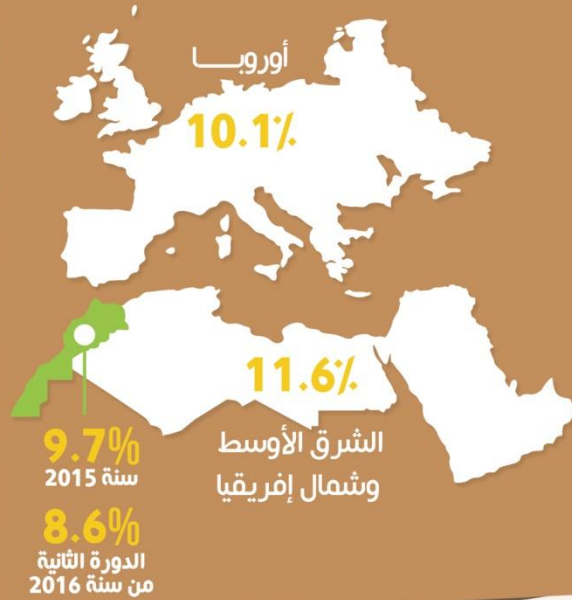 أوروبــا
10.1٪
11.6٪
الشرق الأوسط
وشمال إفريقيا
9.7%
سنة 2015
8.6%
الدورة الثانية
من سنة 2016